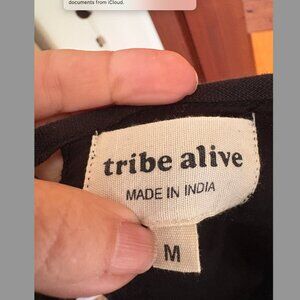 documents from iCloud.
tribe alive
MADE IN INDIA
M